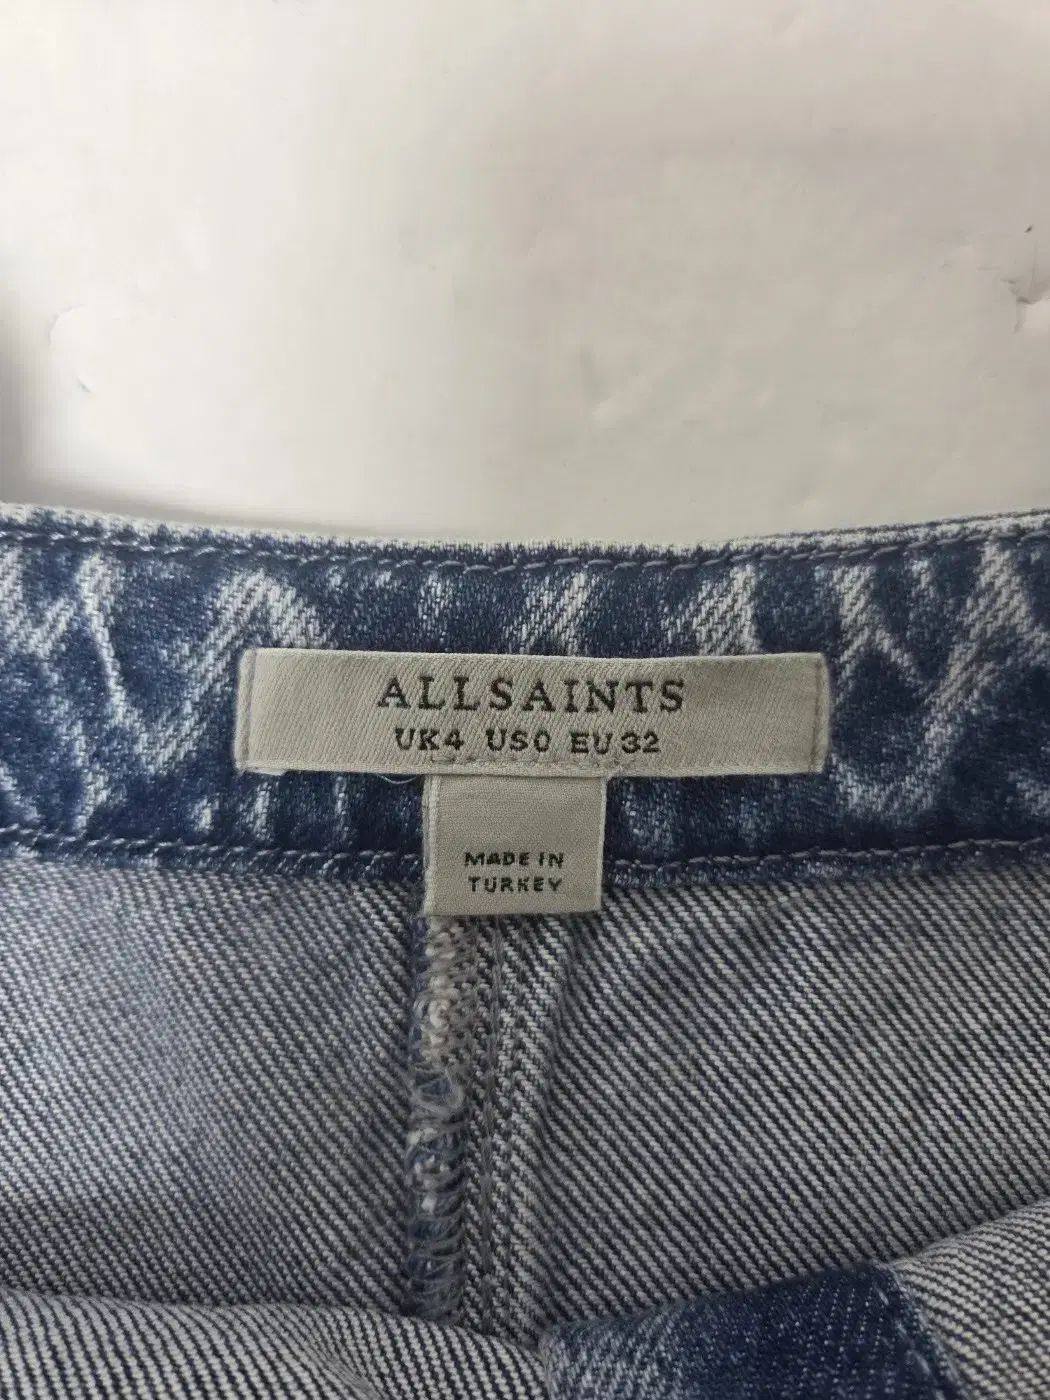 ALLSAINTS
UK4 US0 EU32
MADE IN
TURKEY